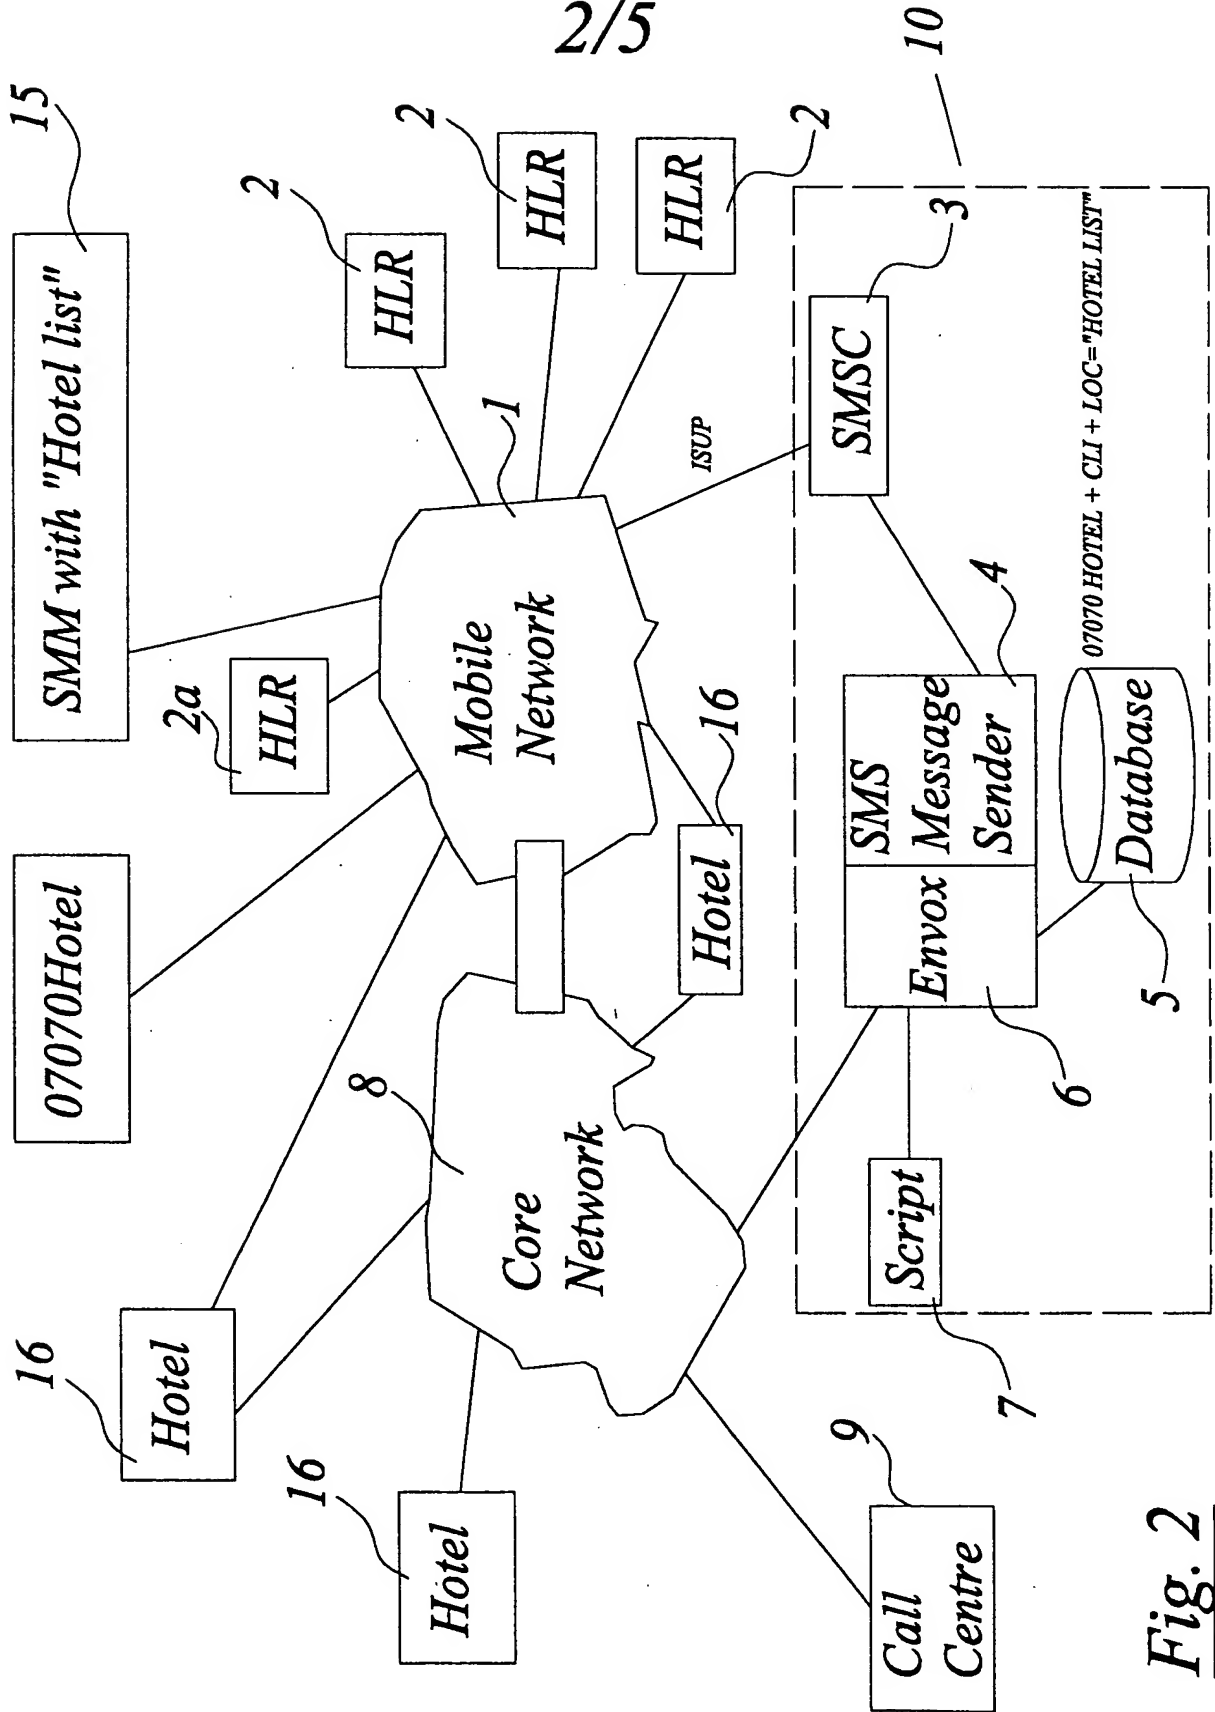 2/5
15
SMM with "Hotel list"
07070Hotel
2
HLR
2
HLR
2
HLR
2a
HLR
1
Mobile
Network
ISUP
10
3
SMSC
16
Hotel
16
Hotel
16
Hotel
8
Core
Network
4
SMS
Message
Sender
Envox
6
07070 HOTEL + CLI + LOC="HOTEL LIST"
Database
5
Script
7
9
Call
Centre
Fig. 2